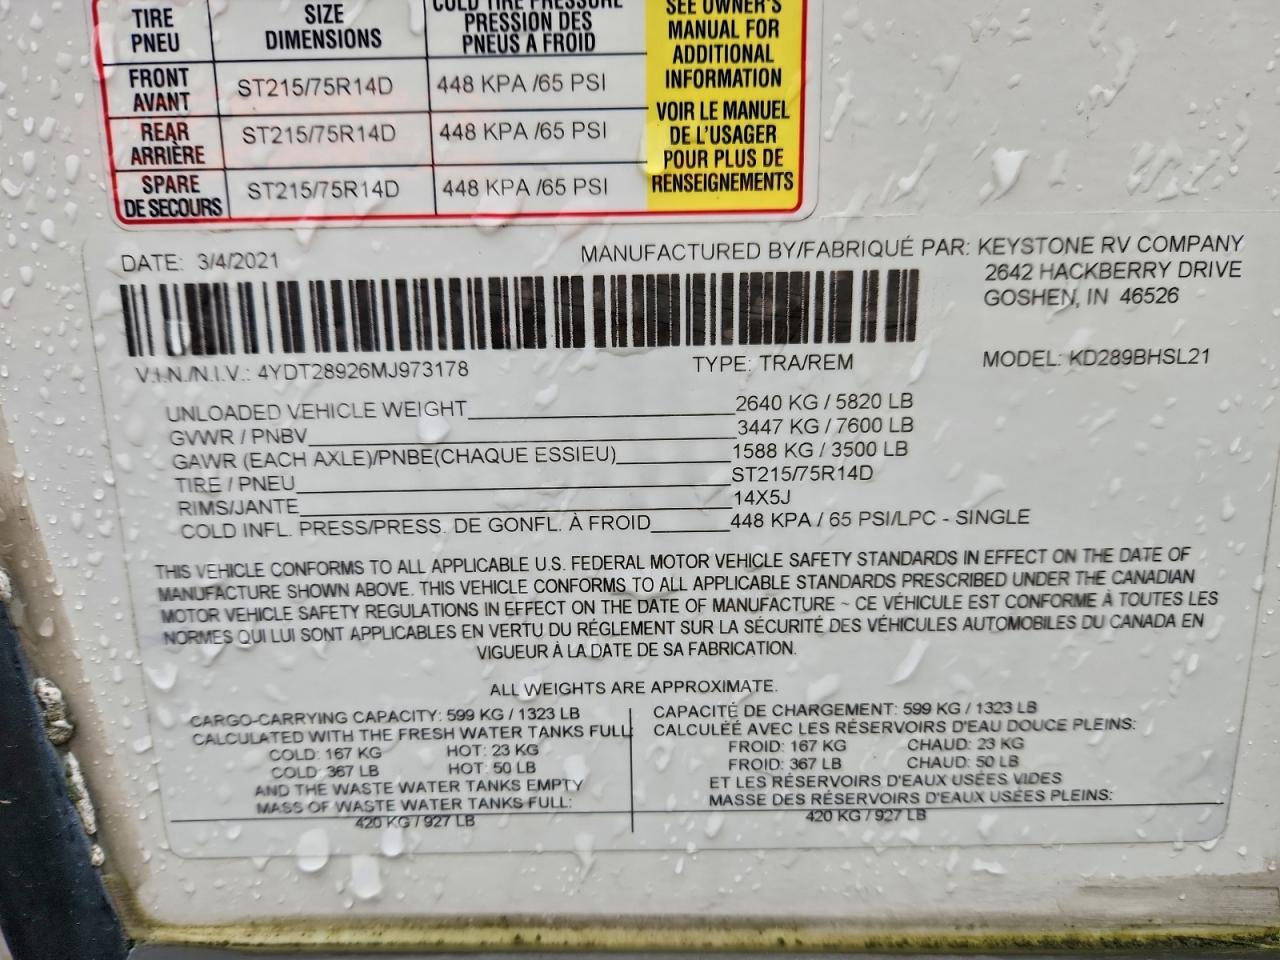 TIRE SIZE COLD TIRE PRESSURE SEE OWNER'S
PNEU DIMENSIONS PRESSION DES MANUAL FOR
PNEUS A FROID ADDITIONAL
FRONT ST215/75R14D 448 KPA /65 PSI INFORMATION
AVANT
VOIR LE MANUEL
REAR ST215/75R14D 448 KPA /65 PSI DE L'USAGER
ARRIÈRE POUR PLUS DE
SPARE ST215/75R14D 448 KPA /65 PSI RENSEIGNEMENTS
DE SECOURS
DATE: 3/4/2021 MANUFACTURED BY/FABRIQUÉ PAR: KEYSTONE RV COMPANY
2642 HACKBERRY DRIVE
GOSHEN, IN 46526
V.I.N./N.I.V.: 4YDT28926MJ973178 TYPE: TRA/REM MODEL: KD289BHSL21
UNLOADED VEHICLE WEIGHT 2640 KG / 5820 LB
GVWR / PNBV 3447 KG / 7600 LB
GAWR (EACH AXLE)/PNBE(CHAQUE ESSIEU) 1588 KG / 3500 LB
TIRE / PNEU ST215/75R14D
RIMS/JANTE 14X5J
COLD INFL. PRESS/PRESS. DE GONFL. À FROID 448 KPA / 65 PSI/LPC - SINGLE
THIS VEHICLE CONFORMS TO ALL APPLICABLE U.S. FEDERAL MOTOR VEHICLE SAFETY STANDARDS IN EFFECT ON THE DATE OF
MANUFACTURE SHOWN ABOVE. THIS VEHICLE CONFORMS TO ALL APPLICABLE STANDARDS PRESCRIBED UNDER THE CANADIAN
MOTOR VEHICLE SAFETY REGULATIONS IN EFFECT ON THE DATE OF MANUFACTURE ~ CE VÉHICULE EST CONFORME À TOUTES LES
NORMES QUI LUI SONT APPLICABLES EN VERTU DU RÉGLEMENT SUR LA SÉCURITÉ DES VÉHICULES AUTOMOBILES DU CANADA EN
VIGUEUR À LA DATE DE SA FABRICATION.
ALL WEIGHTS ARE APPROXIMATE.
CARGO-CARRYING CAPACITY: 599 KG / 1323 LB
CALCULATED WITH THE FRESH WATER TANKS FULL
COLD: 167 KG HOT: 23 KG
COLD: 367 LB HOT: 50 LB
AND THE WASTE WATER TANKS EMPTY
MASS OF WASTE WATER TANKS FULL:
420 KG / 927 LB
CAPACITÉ DE CHARGEMENT: 599 KG / 1323 LB
CALCULÉE AVEC LES RÉSERVOIRS D'EAU DOUCE PLEINS:
FROID: 167 KG CHAUD: 23 KG
FROID: 367 LB CHAUD: 50 LB
ET LES RÉSERVOIRS D'EAUX USÉES VIDES
MASSE DES RÉSERVOIRS D'EAUX USÉES PLEINS:
420 KG / 927 LB